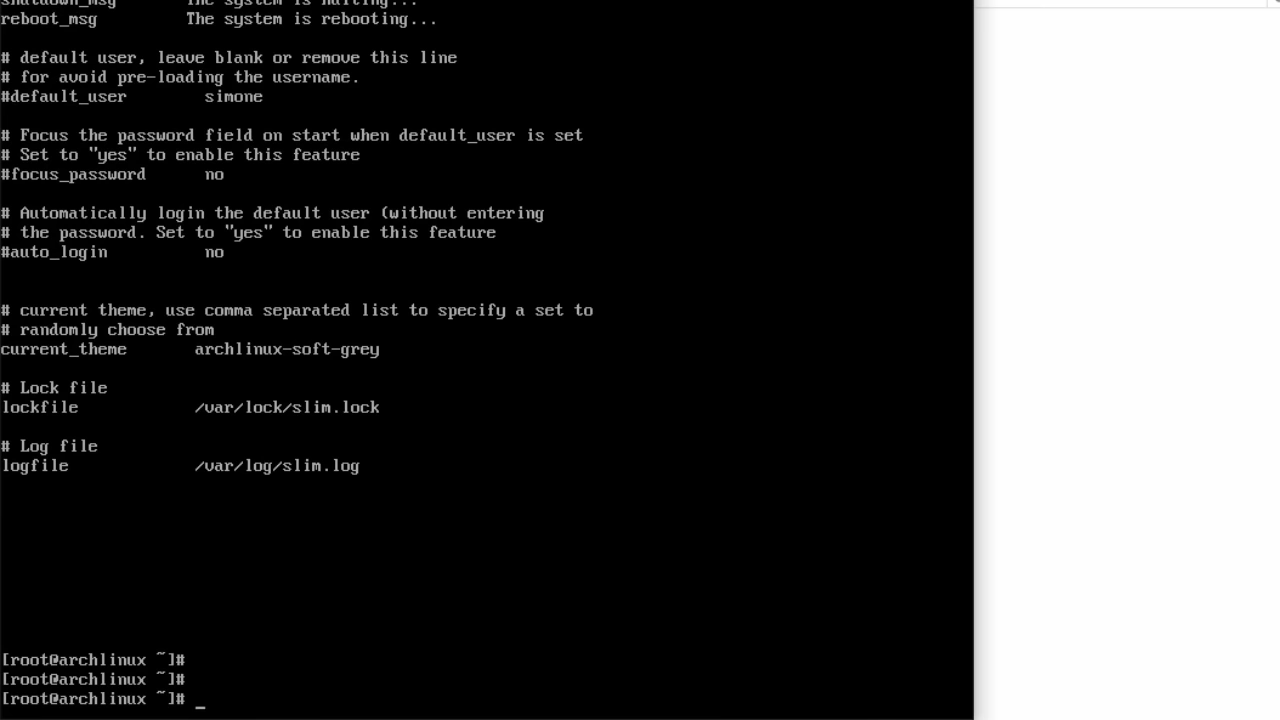 shutdown_msg The system is halting...
reboot_msg The system is rebooting...
# default user, leave blank or remove this line
# for avoid pre-loading the username.
#default_user simone
# Focus the password field on start when default_user is set
# Set to "yes" to enable this feature
#focus_password no
# Automatically login the default user (without entering
# the password. Set to "yes" to enable this feature
#auto_login no
# current theme, use comma separated list to specify a set to
# randomly choose from
current_theme archlinux-soft-grey
# Lock file
lockfile /var/lock/slim.lock
# Log file
logfile /var/log/slim.log
[root@archlinux ~]#
[root@archlinux ~]#
[root@archlinux ~]# _